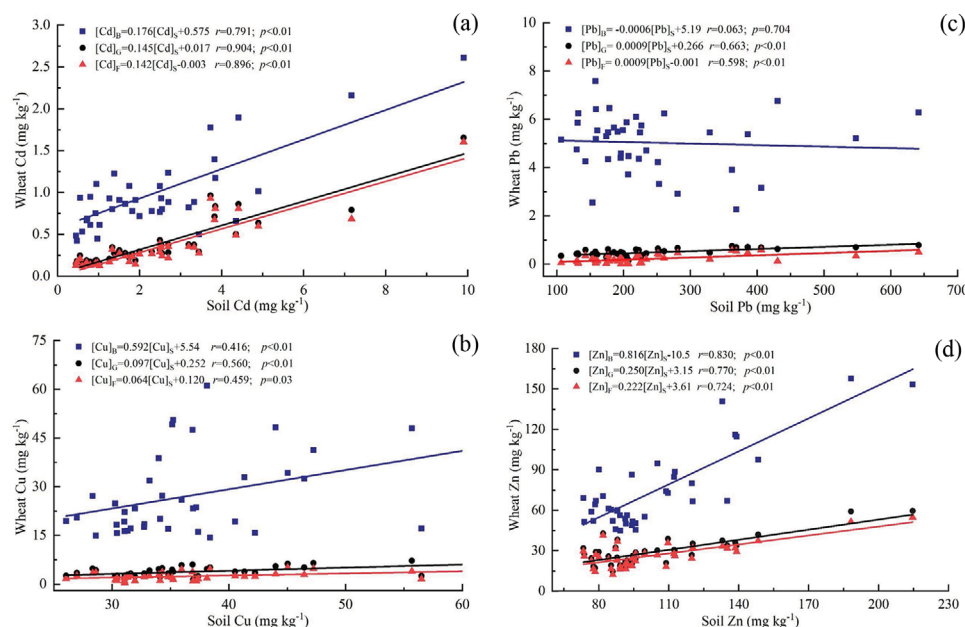 (a)
[Cd]B=0.176[Cd]S+0.575 r=0.791; p<0.01
[Cd]G=0.145[Cd]S+0.017 r=0.904; p<0.01
[Cd]F=0.142[Cd]S-0.003 r=0.896; p<0.01
3.0
2.5
2.0
1.5
1.0
0.5
0.0
Wheat Cd (mg kg-1)
0 2 4 6 8 10
Soil Cd (mg kg-1)
(c)
[Pb]B= -0.0006[Pb]S+5.19 r=0.063; p=0.704
[Pb]G= 0.0009[Pb]S+0.266 r=0.663; p<0.01
[Pb]F= 0.0009[Pb]S-0.001 r=0.598; p<0.01
10
8
6
4
2
0
Wheat Pb (mg kg-1)
100 200 300 400 500 600 700
Soil Pb (mg kg-1)
(b)
[Cu]B=0.592[Cu]S+5.54 r=0.416; p<0.01
[Cu]G=0.097[Cu]S+0.252 r=0.560; p<0.01
[Cu]F=0.064[Cu]S+0.120 r=0.459; p=0.03
75
60
45
30
15
0
Wheat Cu (mg kg-1)
30 40 50 60
Soil Cu (mg kg-1)
(d)
[Zn]B=0.816[Zn]S-10.5 r=0.830; p<0.01
[Zn]G=0.250[Zn]S+3.15 r=0.770; p<0.01
[Zn]F=0.222[Zn]S+3.61 r=0.724; p<0.01
180
150
120
90
60
30
0
Wheat Zn (mg kg-1)
80 110 140 170 200 230
Soil Zn (mg kg-1)